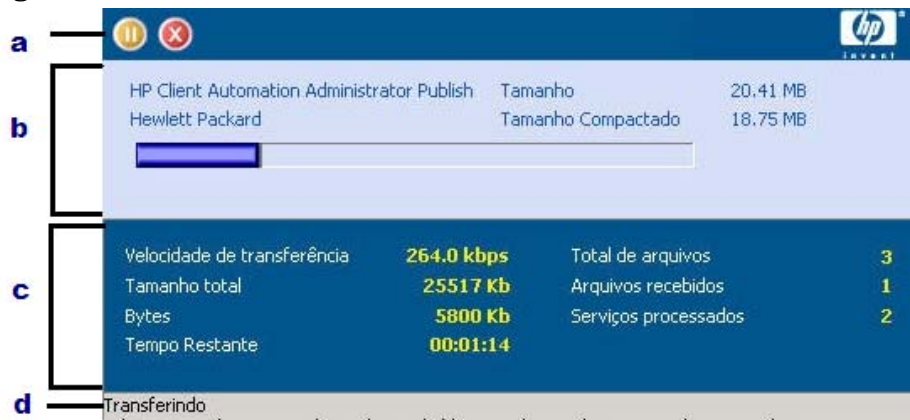 a
hp
invent
b
HP Client Automation Administrator Publish Tamanho 20.41 MB
Hewlett Packard Tamanho Compactado 18.75 MB
c
Velocidade de transferência 264.0 kbps Total de arquivos 3
Tamanho total 25517 Kb Arquivos recebidos 1
Bytes 5800 Kb Serviços processados 2
Tempo Restante 00:01:14
d
Transferindo